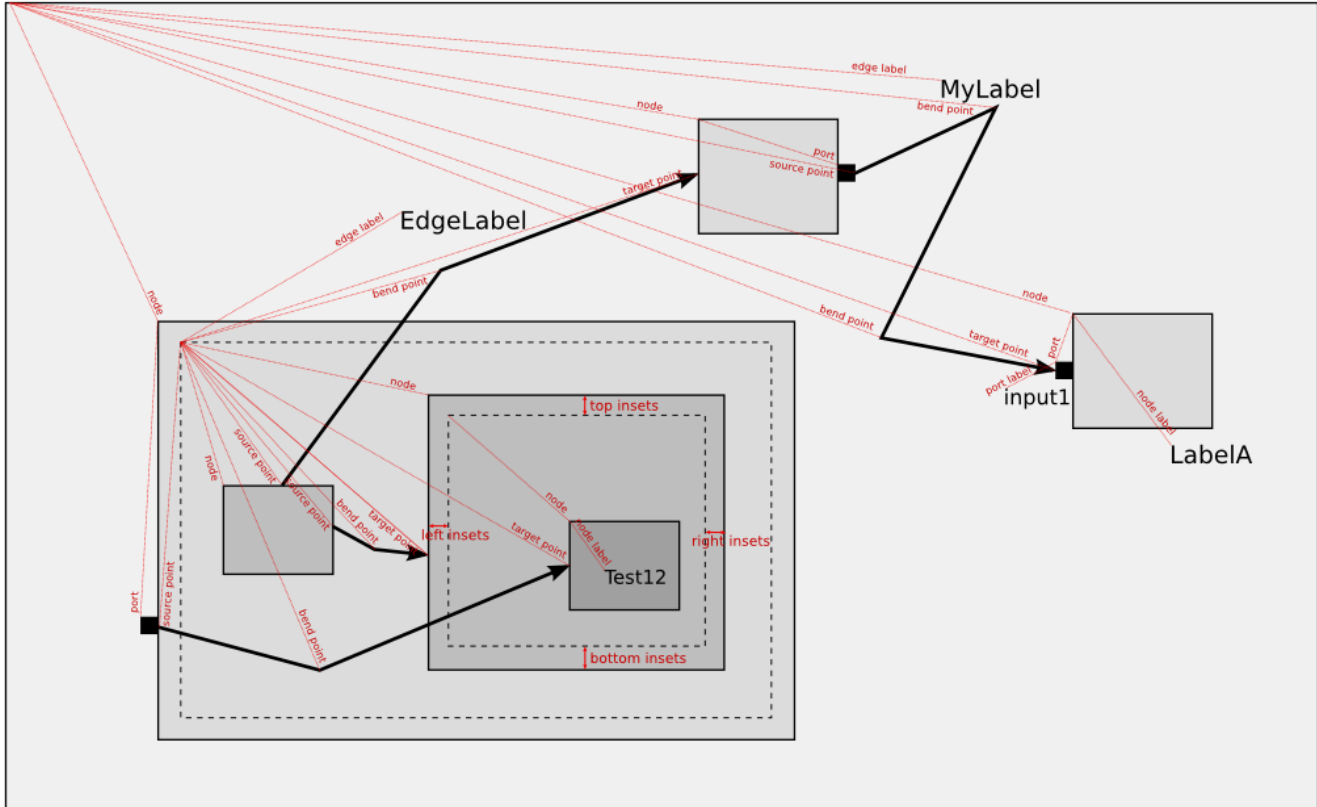 edge label
MyLabel
node
bend point
port
source point
target point
EdgeLabel
edge label
bend point
node
node
bend point
target point
port
port label
input1
node
top insets
node label
LabelA
source point
node
source point
bend point
target point
left insets
node
target point
node label
right insets
Test12
port
source point
bend point
bottom insets